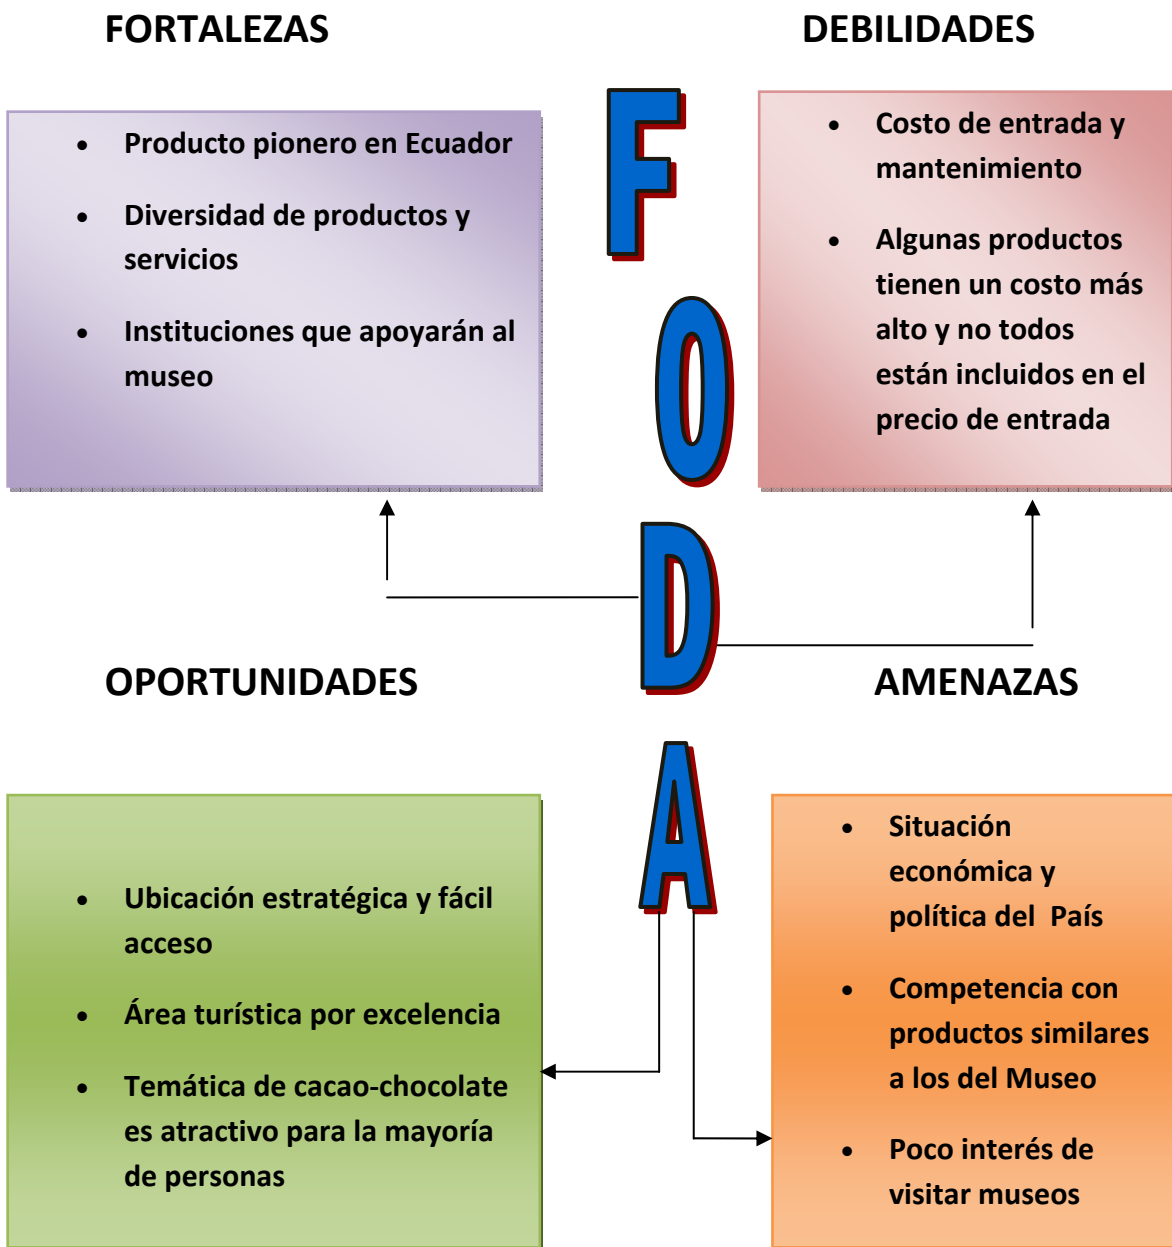 FORTALEZAS
• Producto pionero en Ecuador
• Diversidad de productos y
servicios
• Instituciones que apoyarán al
museo
DEBILIDADES
• Costo de entrada y
mantenimiento
• Algunas productos
tienen un costo más
alto y no todos
están incluidos en el
precio de entrada
F
O
D
A
OPORTUNIDADES
• Ubicación estratégica y fácil
acceso
• Área turística por excelencia
• Temática de cacao-chocolate
es atractivo para la mayoría
de personas
AMENAZAS
• Situación
económica y
política del  País
• Competencia con
productos similares
a los del Museo
• Poco interés de
visitar museos